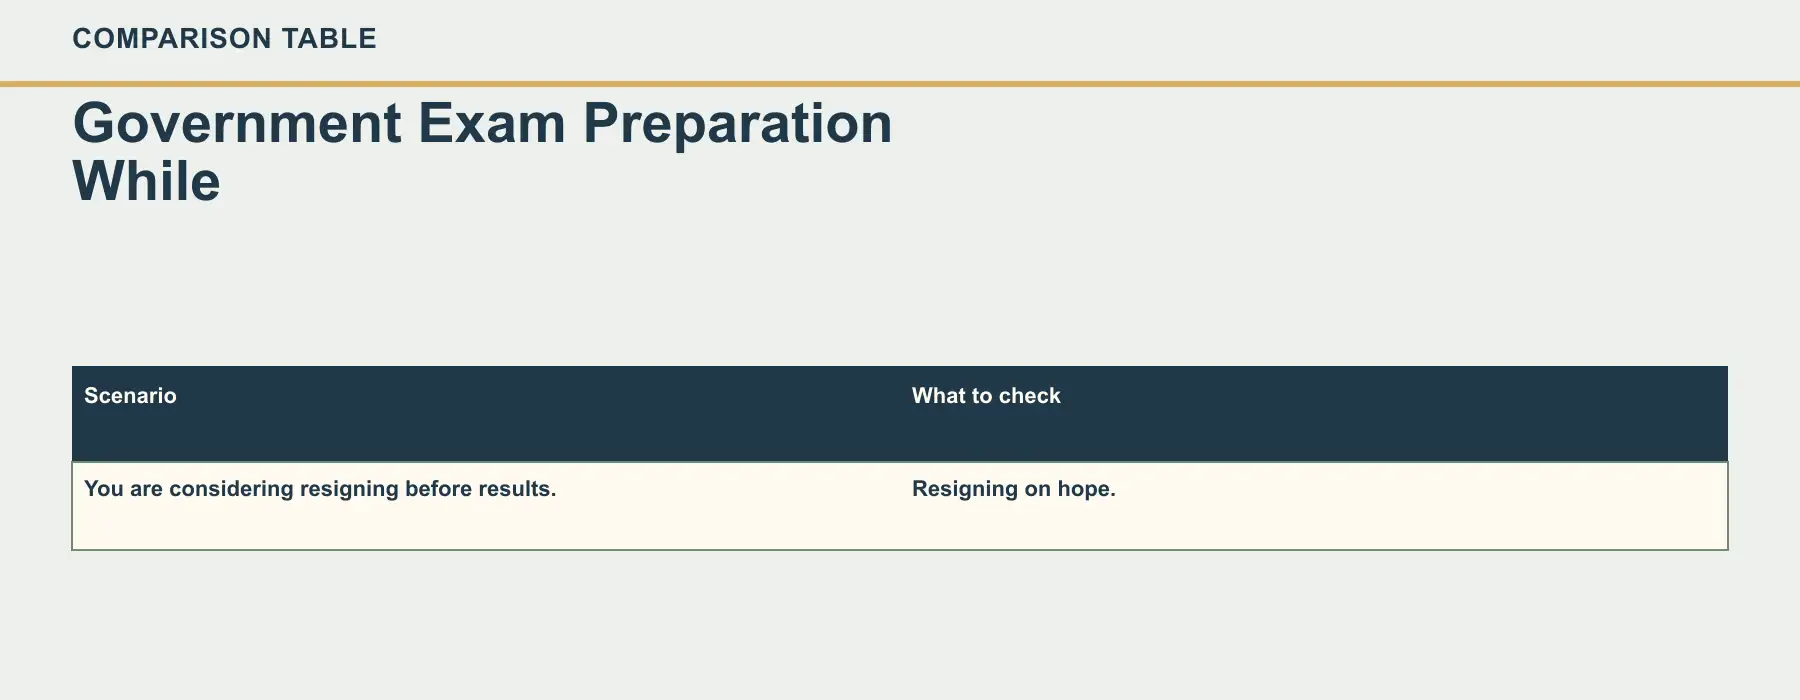 COMPARISON TABLE
Government Exam Preparation
While
Scenario
What to check
You are considering resigning before results.
Resigning on hope.